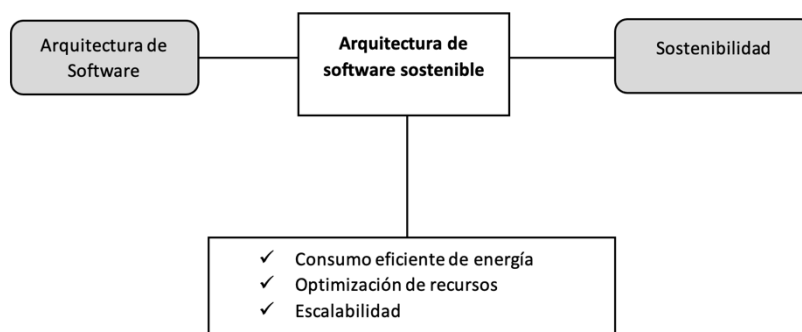 Arquitectura de
Software
Arquitectura de
software sostenible
Sostenibilidad
✓ Consumo eficiente de energía
✓ Optimización de recursos
✓ Escalabilidad